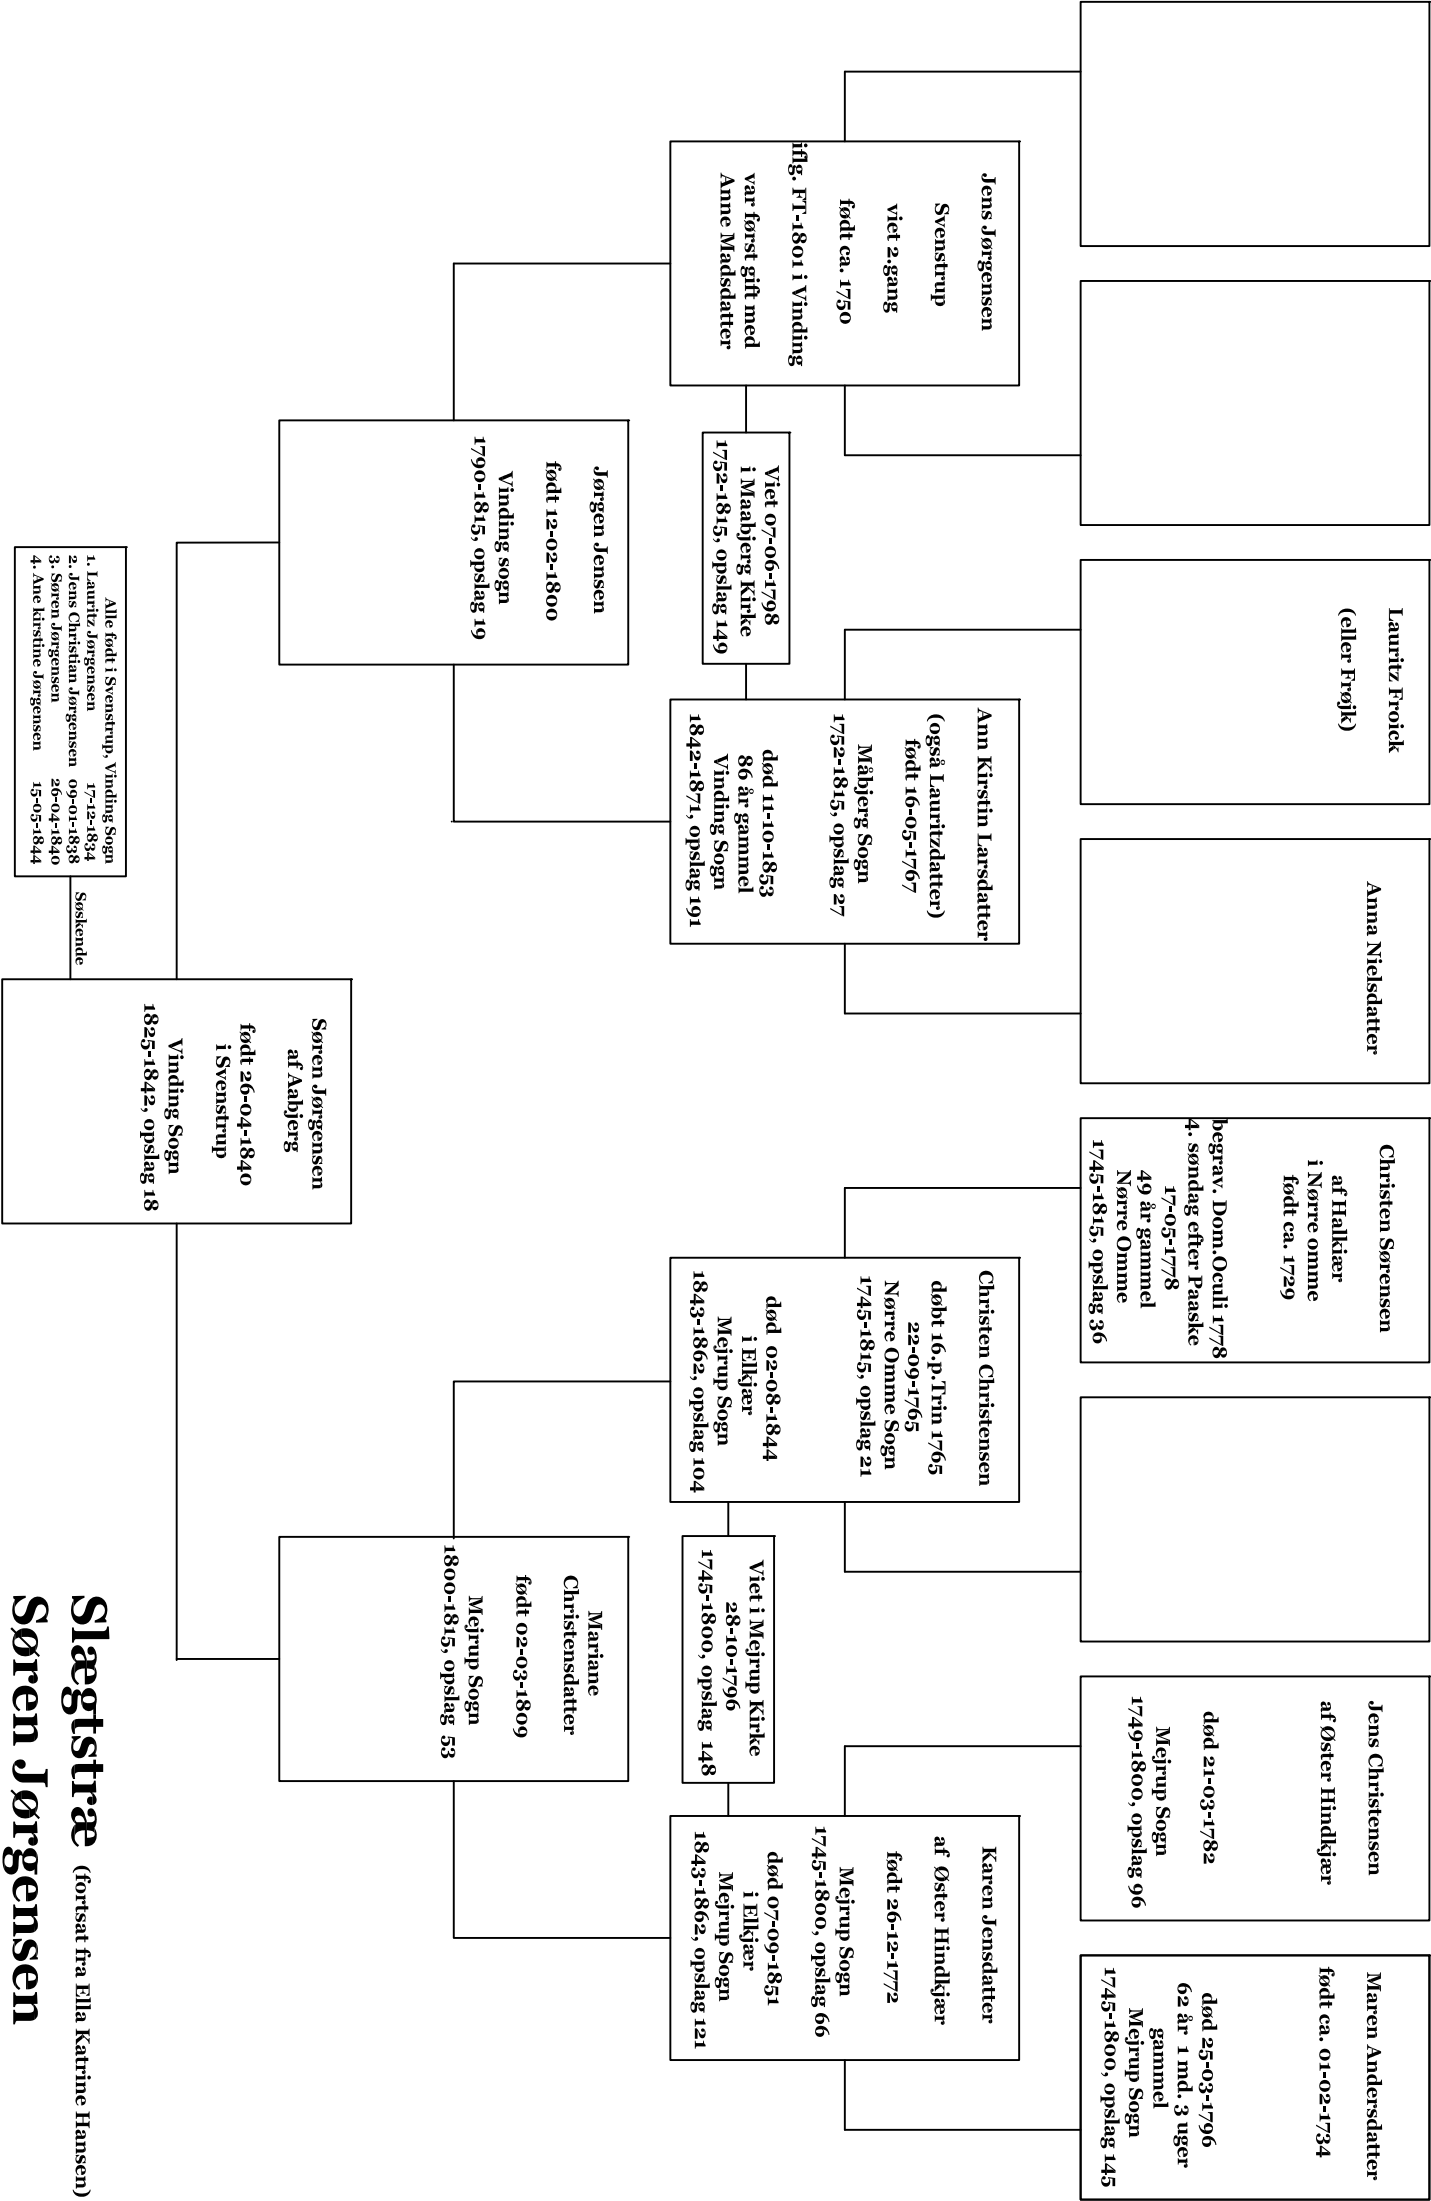 Lauritz Froick
(eller Frøjk)
Anna Nielsdatter
Christen Sørensen
af Halkiær
i Nørre omme
født ca. 1729
begrav. Dom.Oculi 1778
4. søndag efter Paaske
17-05-1778
49 år gammel
Nørre Omme
1745-1815, opslag 36
Jens Christensen
af Øster Hindkjær
død 21-03-1782
Mejrup Sogn
1749-1800, opslag 96
Maren Andersdatter
født ca. 01-02-1734
død 25-03-1796
62 år 1 md. 3 uger
gammel
Mejrup Sogn
1745-1800, opslag 145
Jens Jørgensen
Svenstrup
viet 2.gang
født ca. 1750
iflg. FT-1801 i Vinding
var først gift med
Anne Madsdatter
Viet 07-06-1798
i Maabjerg Kirke
1752-1815, opslag 149
Ann Kirstin Larsdatter
(også Lauritzdatter)
født 16-05-1767
Måbjerg Sogn
1752-1815, opslag 27
død 11-10-1853
86 år gammel
Vinding Sogn
1842-1871, opslag 191
Christen Christensen
døbt 16.p.Trin 1765
22-09-1765
Nørre Omme Sogn
1745-1815, opslag 21
død 02-08-1844
i Elkjær
Mejrup Sogn
1843-1862, opslag 104
Viet i Mejrup Kirke
28-10-1796
1745-1800, opslag 148
Karen Jensdatter
af Øster Hindkjær
født 26-12-1772
Mejrup Sogn
1745-1800, opslag 66
død 07-09-1851
i Elkjær
Mejrup Sogn
1843-1862, opslag 121
Jørgen Jensen
født 12-02-1800
Vinding sogn
1790-1815, opslag 19
Mariane
Christensdatter
født 02-03-1809
Mejrup Sogn
1800-1815, opslag 53
Søren Jørgensen
af Aabjerg
født 26-04-1840
i Svenstrup
Vinding Sogn
1825-1842, opslag 18
Alle født i Svenstrup, Vinding Sogn
1. Lauritz Jørgensen 17-12-1834
2. Jens Christian Jørgensen 09-01-1838
3. Søren Jørgensen 26-04-1840
4. Ane kirstine Jørgensen 15-05-1844
Søskende
Slægtstræ (fortsat fra Ella Katrine Hansen)
Søren Jørgensen